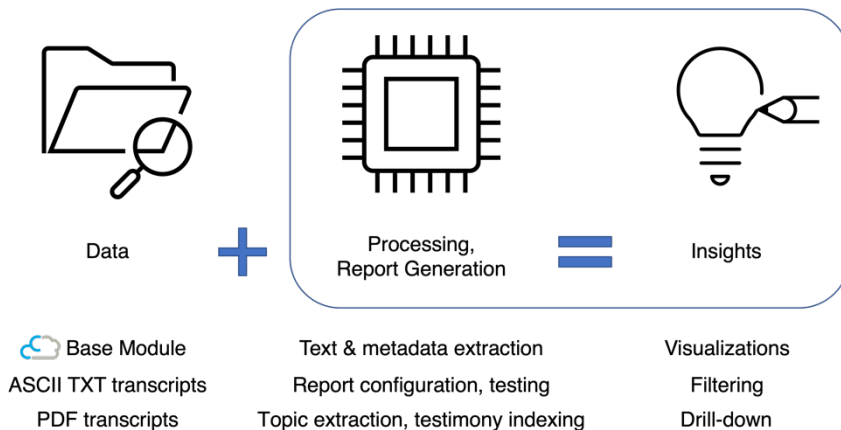 Data
Processing,
Report Generation
Insights
Base Module
Text & metadata extraction
Visualizations
ASCII TXT transcripts
Report configuration, testing
Filtering
PDF transcripts
Topic extraction, testimony indexing
Drill-down